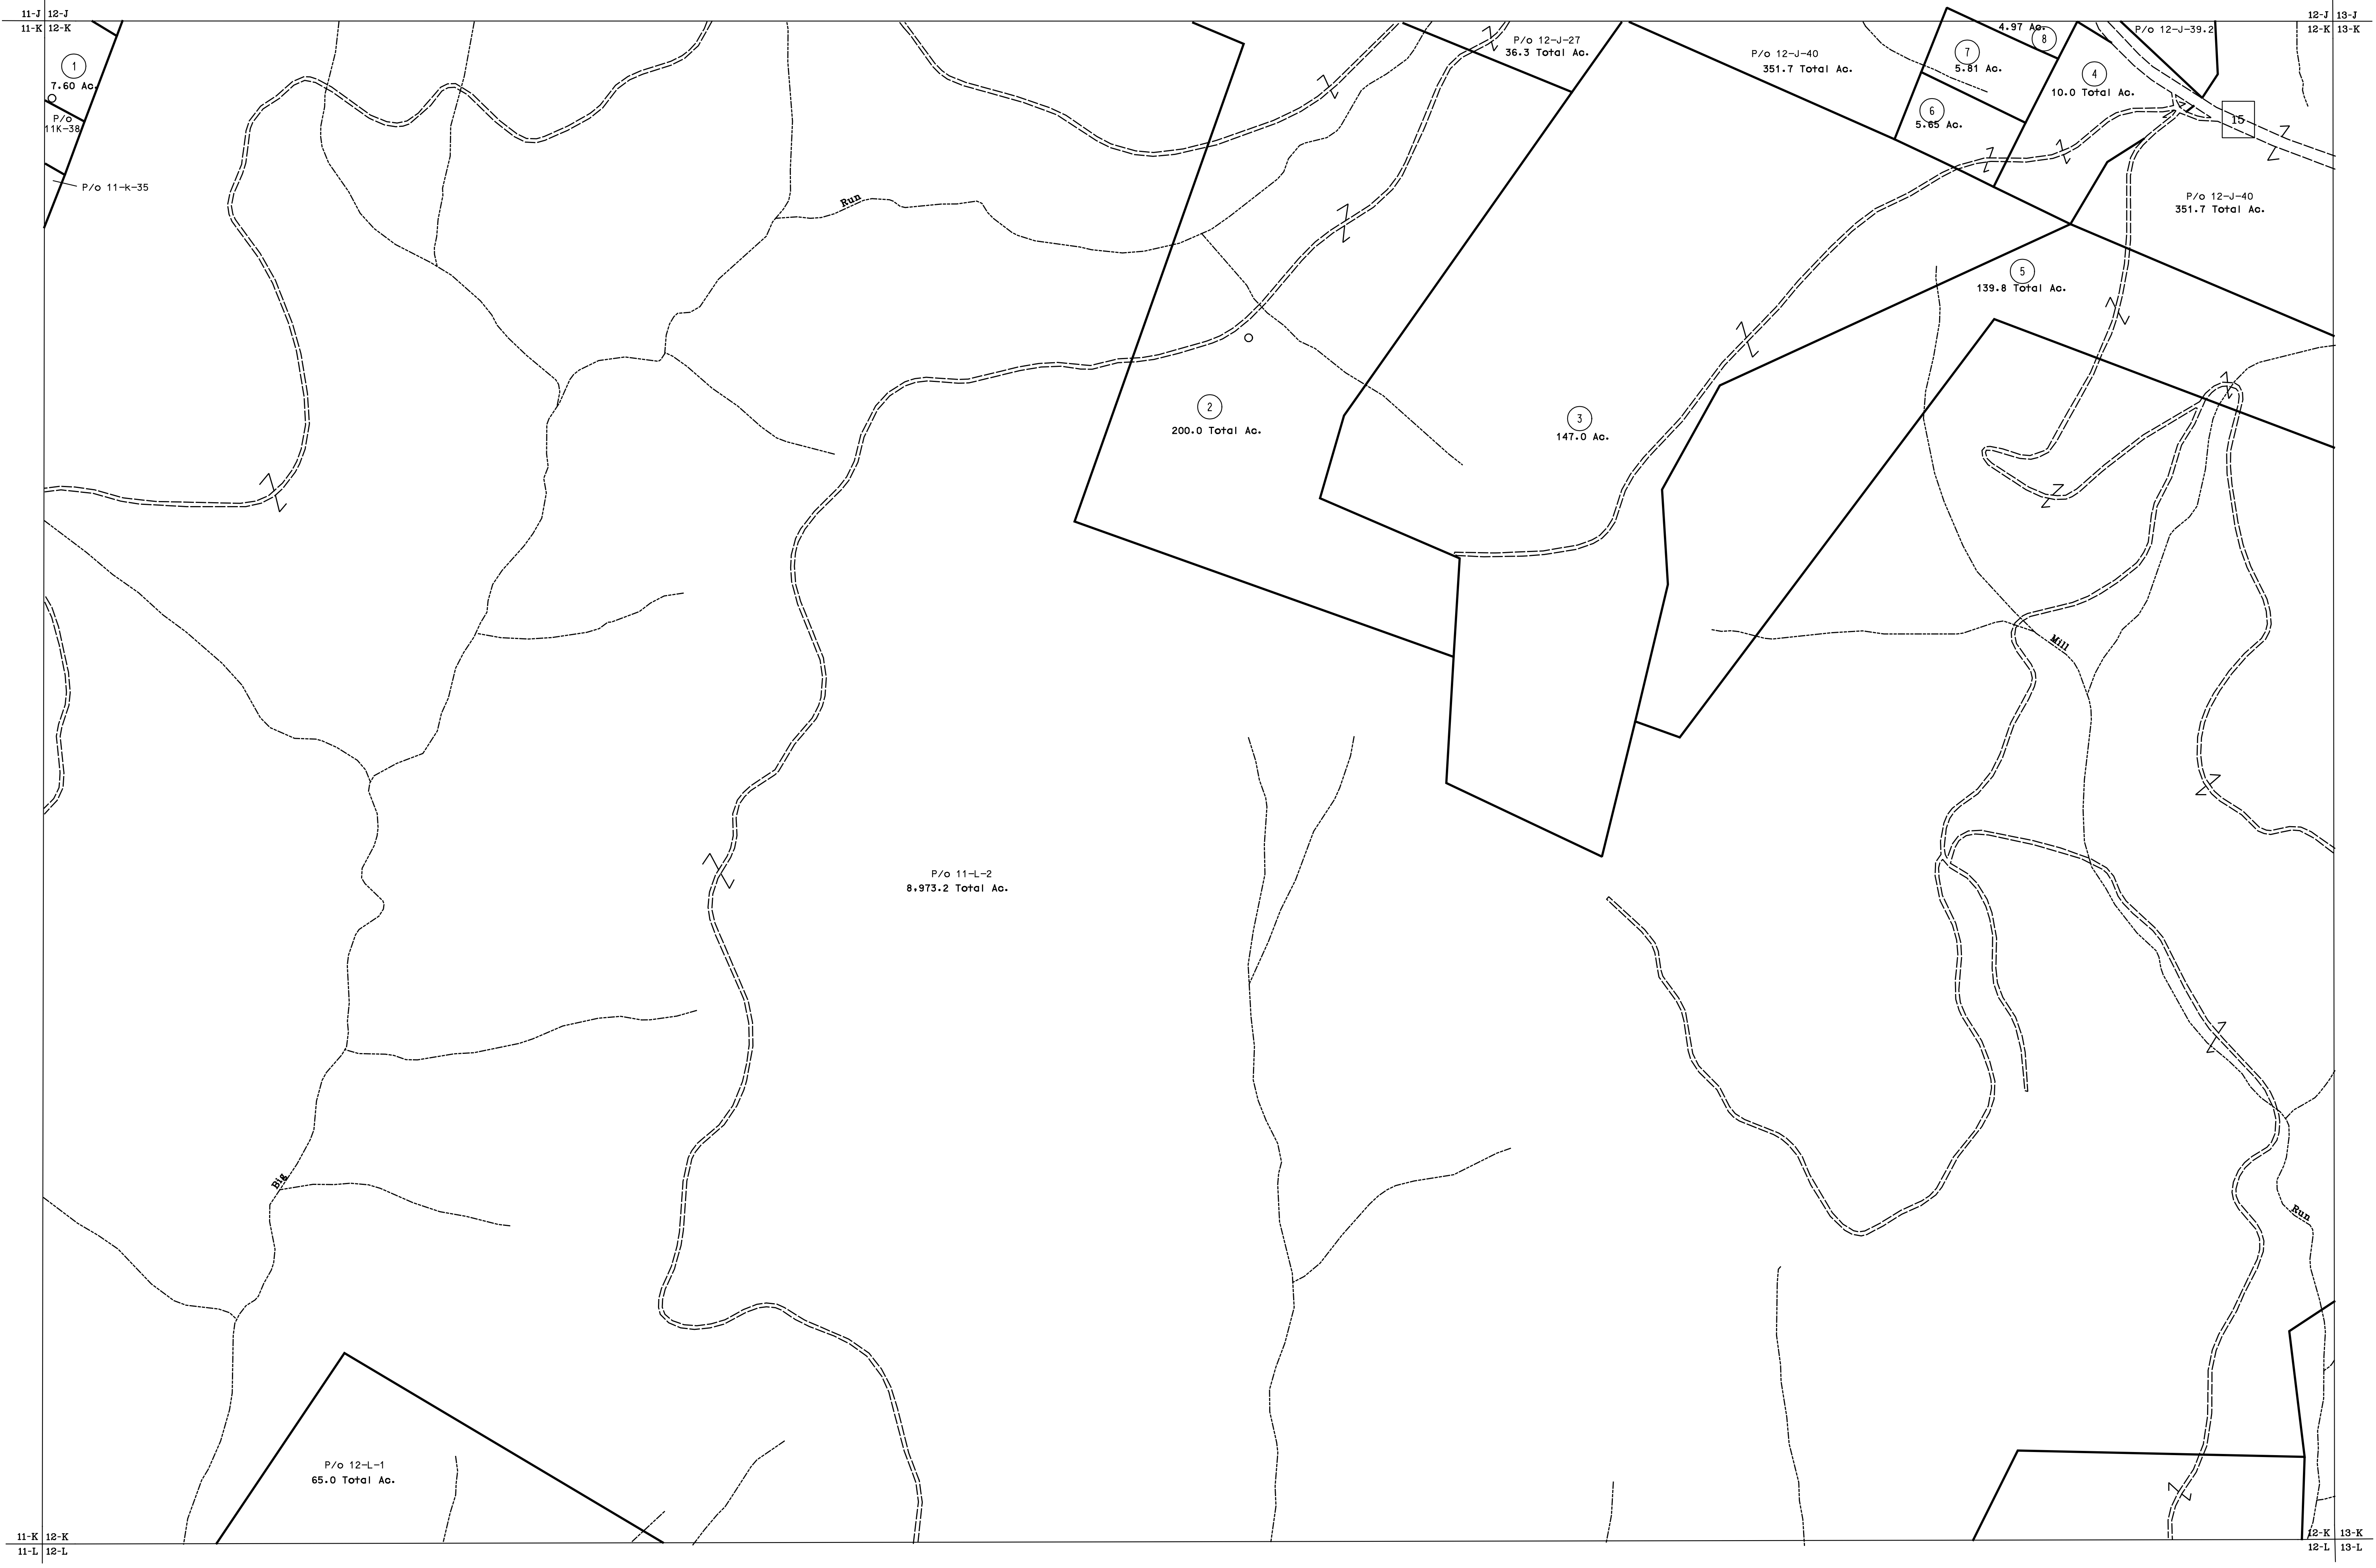 11-J 12-J
11-K 12-K
12-J 13-J
12-K 13-K
1
7.60 Ac.
P/o
11K-38
P/o 11-k-35
Run
P/o 12-J-27
36.3 Total Ac.
P/o 12-J-40
351.7 Total Ac.
4.97 Ac.
8
7
5.81 Ac.
6
5.65 Ac.
4
10.0 Total Ac.
P/o 12-J-39.2
15
P/o 12-J-40
351.7 Total Ac.
5
139.8 Total Ac.
2
200.0 Total Ac.
3
147.0 Ac.
Mill
P/o 11-L-2
8,973.2 Total Ac.
Big
Run
P/o 12-L-1
65.0 Total Ac.
11-K 12-K
11-L 12-L
12-K 13-K
12-L 13-L